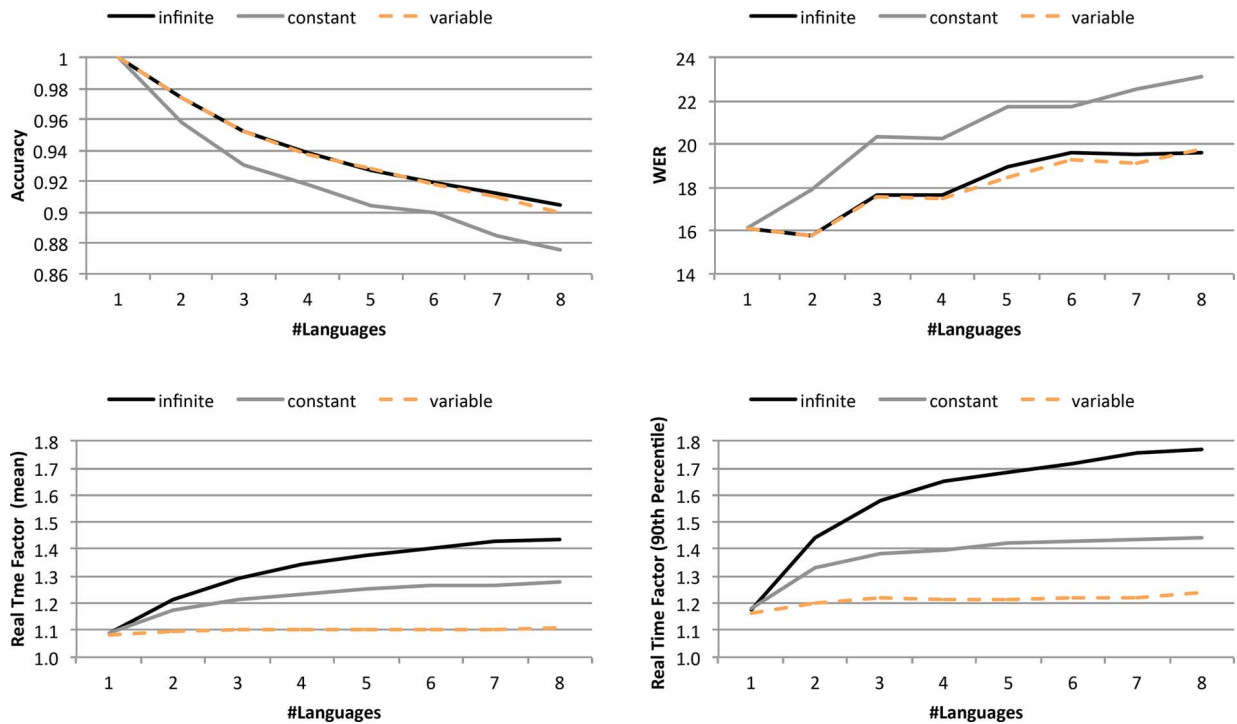 infinite constant variable
1
0.98
0.96
0.94
0.92
0.9
0.88
0.86
Accuracy
1 2 3 4 5 6 7 8
#Languages
infinite constant variable
24
22
20
18
16
14
WER
1 2 3 4 5 6 7 8
#Languages
infinite constant variable
1.8
1.7
1.6
1.5
1.4
1.3
1.2
1.1
1.0
Real Tme Factor (mean)
1 2 3 4 5 6 7 8
#Languages
infinite constant variable
1.8
1.7
1.6
1.5
1.4
1.3
1.2
1.1
1.0
Real Time Factor (90th Percentile)
1 2 3 4 5 6 7 8
#Languages